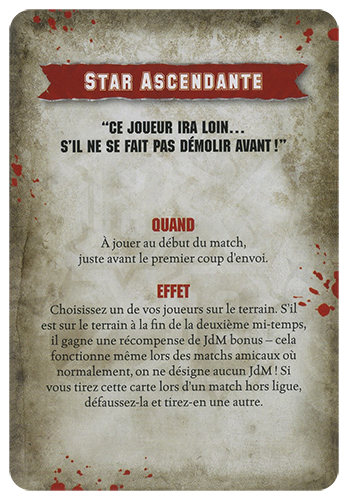 STAR ASCENDANTE
“CE JOUEUR IRA LOIN…
S'IL NE SE FAIT PAS DÉMOLIR AVANT !”
QUAND
À jouer au début du match,
juste avant le premier coup d'envoi.
EFFET
Choisissez un de vos joueurs sur le terrain. S'il
est sur le terrain à la fin de la deuxième mi-temps,
il gagne une récompense de JdM bonus – cela
fonctionne même lors des matchs amicaux où
normalement, on ne désigne aucun JdM ! Si
vous tirez cette carte lors d'un match hors ligue,
défaussez-la et tirez-en une autre.